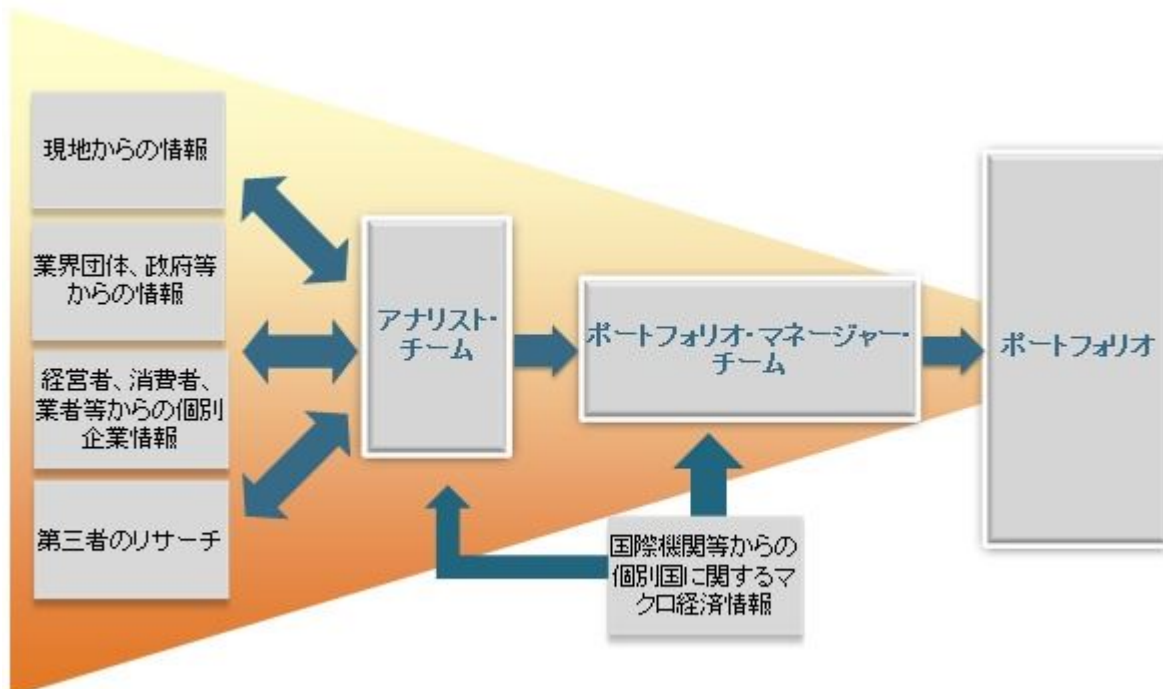 現地からの情報
業界団体、政府等
からの情報
経営者、消費者、
業者等からの個別
企業情報
第三者のリサーチ
アナリスト・
チーム
ポートフォリオ・マネージャー・
チーム
ポートフォリオ
国際機関等からの
個別国に関するマ
クロ経済情報